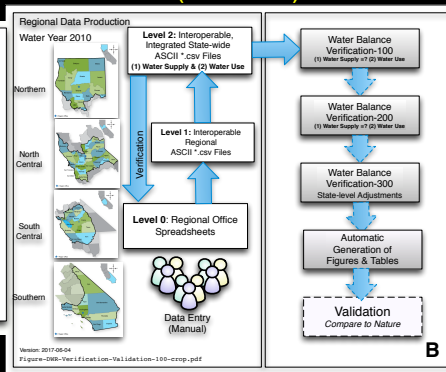 Regional Data Production
Water Year 2010
Northern
North
Central
South
Central
Southern
Level 2: Interoperable,
Integrated State-wide
ASCII *.csv Files
(1) Water Supply & (2) Water Use
Verification
Level 1: Interoperable
Regional
ASCII *.csv Files
Level 0: Regional Office
Spreadsheets
Data Entry
(Manual)
Version: 2017-08-04
Figure-DWR-Verification-Validation-100-crop.pdf
Water Balance
Verification-100
(1) Water Supply =? (2) Water Use
Water Balance
Verification-200
(1) Water Supply =? (2) Water Use
Water Balance
Verification-300
State-level Adjustments
Automatic
Generation of
Figures & Tables
Validation
Compare to Nature
B